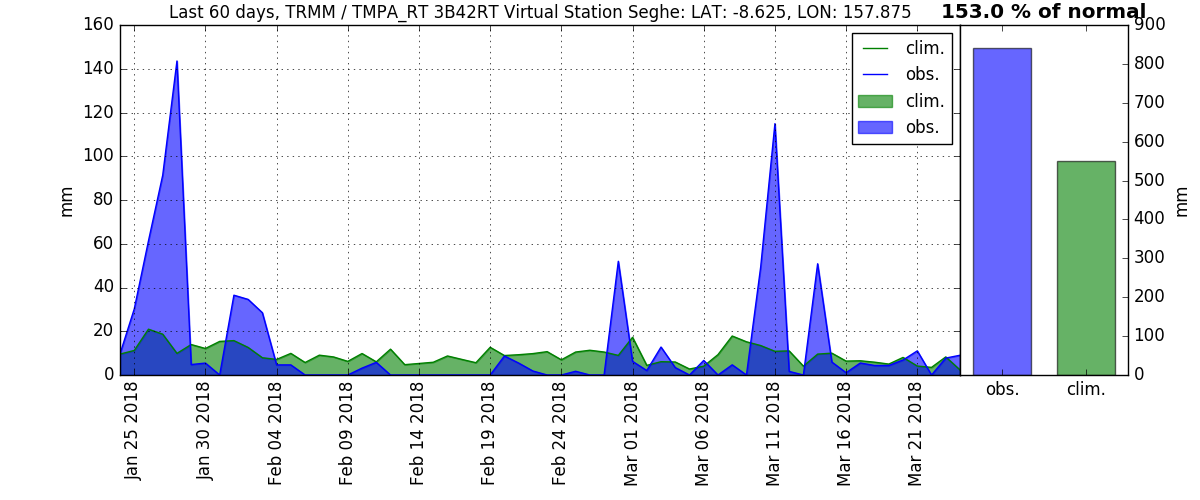 Last 60 days, TRMM / TMPA_RT 3B42RT Virtual Station Seghe: LAT: -8.625, LON: 157.875
153.0 % of normal
160
140
120
100
80
60
40
20
0
mm
clim.
obs.
clim.
obs.
Jan 25 2018
Jan 30 2018
Feb 04 2018
Feb 09 2018
Feb 14 2018
Feb 19 2018
Feb 24 2018
Mar 01 2018
Mar 06 2018
Mar 11 2018
Mar 16 2018
Mar 21 2018
900
800
700
600
500
400
300
200
100
0
mm
obs.
clim.